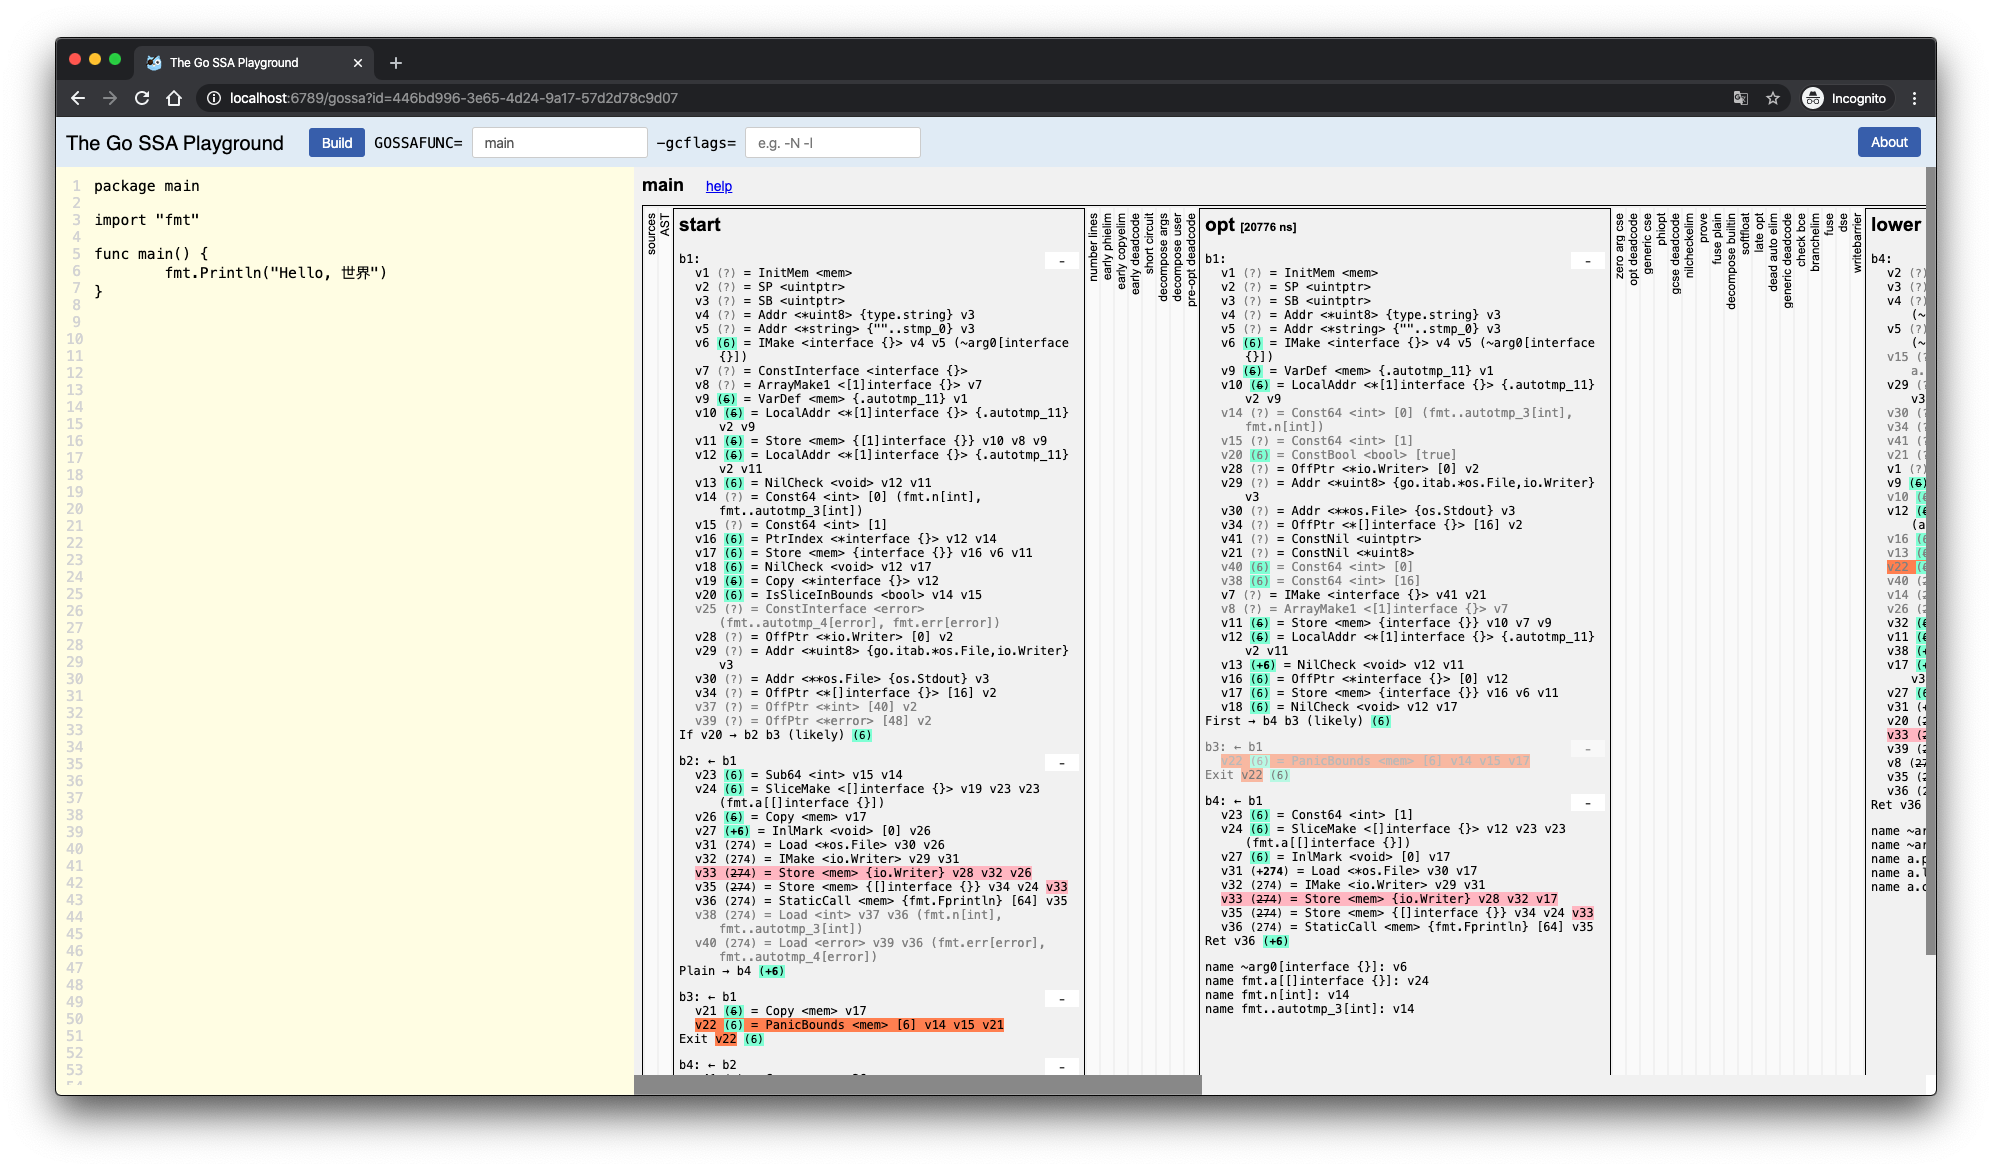 The Go SSA Playground
localhost:6789/gossa?id=446bd996-3e65-4d24-9a17-57d2d78c9d07
Incognito
The Go SSA Playground
Build
GOSSAFUNC=
main
-gcflags=
e.g. -N -l
About
1 package main
2
3 import "fmt"
4
5 func main() {
6 fmt.Println("Hello, 世界")
7 }
8
9
10
11
12
13
14
15
16
17
18
19
20
21
22
23
24
25
26
27
28
29
30
31
32
33
34
35
36
37
38
39
40
41
42
43
44
45
46
47
48
49
50
51
52
53
main help
sources
AST
start
b1:
-
v1 (?) = InitMem <mem>
v2 (?) = SP <uintptr>
v3 (?) = SB <uintptr>
v4 (?) = Addr <*uint8> {type.string} v3
v5 (?) = Addr <*string> {""..stmp_0} v3
v6 (6) = IMake <interface {}> v4 v5 (~arg0[interface
{}])
v7 (?) = ConstInterface <interface {}>
v8 (?) = ArrayMake1 <[1]interface {}> v7
v9 (6) = VarDef <mem> {.autotmp_11} v1
v10 (6) = LocalAddr <*[1]interface {}> {.autotmp_11}
v2 v9
v11 (6) = Store <mem> {[1]interface {}} v10 v8 v9
v12 (6) = LocalAddr <*[1]interface {}> {.autotmp_11}
v2 v11
v13 (6) = NilCheck <void> v12 v11
v14 (?) = Const64 <int> [0] (fmt.n[int],
fmt..autotmp_3[int])
v15 (?) = Const64 <int> [1]
v16 (6) = PtrIndex <*interface {}> v12 v14
v17 (6) = Store <mem> {interface {}} v16 v6 v11
v18 (6) = NilCheck <void> v12 v17
v19 (6) = Copy <*interface {}> v12
v20 (6) = IsSliceInBounds <bool> v14 v15
v25 (?) = ConstInterface <error>
(fmt..autotmp_4[error], fmt.err[error])
v28 (?) = OffPtr <*io.Writer> [0] v2
v29 (?) = Addr <*uint8> {go.itab.*os.File,io.Writer}
v3
v30 (?) = Addr <**os.File> {os.Stdout} v3
v34 (?) = OffPtr <*[]interface {}> [16] v2
v37 (?) = OffPtr <*int> [40] v2
v39 (?) = OffPtr <*error> [48] v2
If v20 → b2 b3 (likely) (6)
b2: ← b1
-
v23 (6) = Sub64 <int> v15 v14
v24 (6) = SliceMake <[]interface {}> v19 v23 v23
(fmt.a[[]interface {}])
v26 (6) = Copy <mem> v17
v27 (+6) = InlMark <void> [0] v26
v31 (274) = Load <*os.File> v30 v26
v32 (274) = IMake <io.Writer> v29 v31
v33 (274) = Store <mem> {io.Writer} v28 v32 v26
v35 (274) = Store <mem> {[]interface {}} v34 v24 v33
v36 (274) = StaticCall <mem> {fmt.Fprintln} [64] v35
v38 (274) = Load <int> v37 v36 (fmt.n[int],
fmt..autotmp_3[int])
v40 (274) = Load <error> v39 v36 (fmt.err[error],
fmt..autotmp_4[error])
Plain → b4 (+6)
b3: ← b1
-
v21 (6) = Copy <mem> v17
v22 (6) = PanicBounds <mem> [6] v14 v15 v21
Exit v22 (6)
b4: ← b2
-
number lines
early phielim
early copyelim
early deadcode
short circuit
decompose args
decompose user
pre-opt deadcode
opt [20776 ns]
b1:
-
v1 (?) = InitMem <mem>
v2 (?) = SP <uintptr>
v3 (?) = SB <uintptr>
v4 (?) = Addr <*uint8> {type.string} v3
v5 (?) = Addr <*string> {""..stmp_0} v3
v6 (6) = IMake <interface {}> v4 v5 (~arg0[interface
{}])
v9 (6) = VarDef <mem> {.autotmp_11} v1
v10 (6) = LocalAddr <*[1]interface {}> {.autotmp_11}
v2 v9
v14 (?) = Const64 <int> [0] (fmt..autotmp_3[int],
fmt.n[int])
v15 (?) = Const64 <int> [1]
v20 (6) = ConstBool <bool> [true]
v28 (?) = OffPtr <*io.Writer> [0] v2
v29 (?) = Addr <*uint8> {go.itab.*os.File,io.Writer}
v3
v30 (?) = Addr <**os.File> {os.Stdout} v3
v34 (?) = OffPtr <*[]interface {}> [16] v2
v41 (?) = ConstNil <uintptr>
v21 (?) = ConstNil <*uint8>
v40 (6) = Const64 <int> [0]
v38 (6) = Const64 <int> [16]
v7 (?) = IMake <interface {}> v41 v21
v8 (?) = ArrayMake1 <[1]interface {}> v7
v11 (6) = Store <mem> {interface {}} v10 v7 v9
v12 (6) = LocalAddr <*[1]interface {}> {.autotmp_11}
v2 v11
v13 (+6) = NilCheck <void> v12 v11
v16 (6) = OffPtr <*interface {}> [0] v12
v17 (6) = Store <mem> {interface {}} v16 v6 v11
v18 (6) = NilCheck <void> v12 v17
First → b4 b3 (likely) (6)
b3: ← b1
-
v22 (6) = PanicBounds <mem> [6] v14 v15 v17
Exit v22 (6)
b4: ← b1
-
v23 (6) = Const64 <int> [1]
v24 (6) = SliceMake <[]interface {}> v12 v23 v23
(fmt.a[[]interface {}])
v27 (6) = InlMark <void> [0] v17
v31 (+274) = Load <*os.File> v30 v17
v32 (274) = IMake <io.Writer> v29 v31
v33 (274) = Store <mem> {io.Writer} v28 v32 v17
v35 (274) = Store <mem> {[]interface {}} v34 v24 v33
v36 (274) = StaticCall <mem> {fmt.Fprintln} [64] v35
Ret v36 (+6)
name ~arg0[interface {}]: v6
name fmt.a[[]interface {}]: v24
name fmt.n[int]: v14
name fmt..autotmp_3[int]: v14
zero arg cse
opt deadcode
generic cse
phiopt
gcse deadcode
nilcheckelim
prove
fuse plain
decompose builtin
softfloat
late opt
dead auto elim
generic deadcode
check bce
branchelim
fuse
dse
writebarrier
lower
b4:
v2 (?)
v3 (?)
v4 (?)
(~
v5 (?)
(~
v15 (?)
a.
v29 (?
v3
v30 (?
v34 (?
v41 (?
v21 (?
v1 (?)
v9 (6)
v10 (
v12 (
(a
v16 (6
v13 (
v22 (
v40 (2
v14 (
v26 (
v32 (
v11 (
v38 (+
v17 (
v3
v27 (6
v31 (+
v20 (2
v33 (2
v39 (2
v8 (27
v35 (2
v36 (2
Ret v36
name ~ar
name ~ar
name a.p
name a.l
name a.c